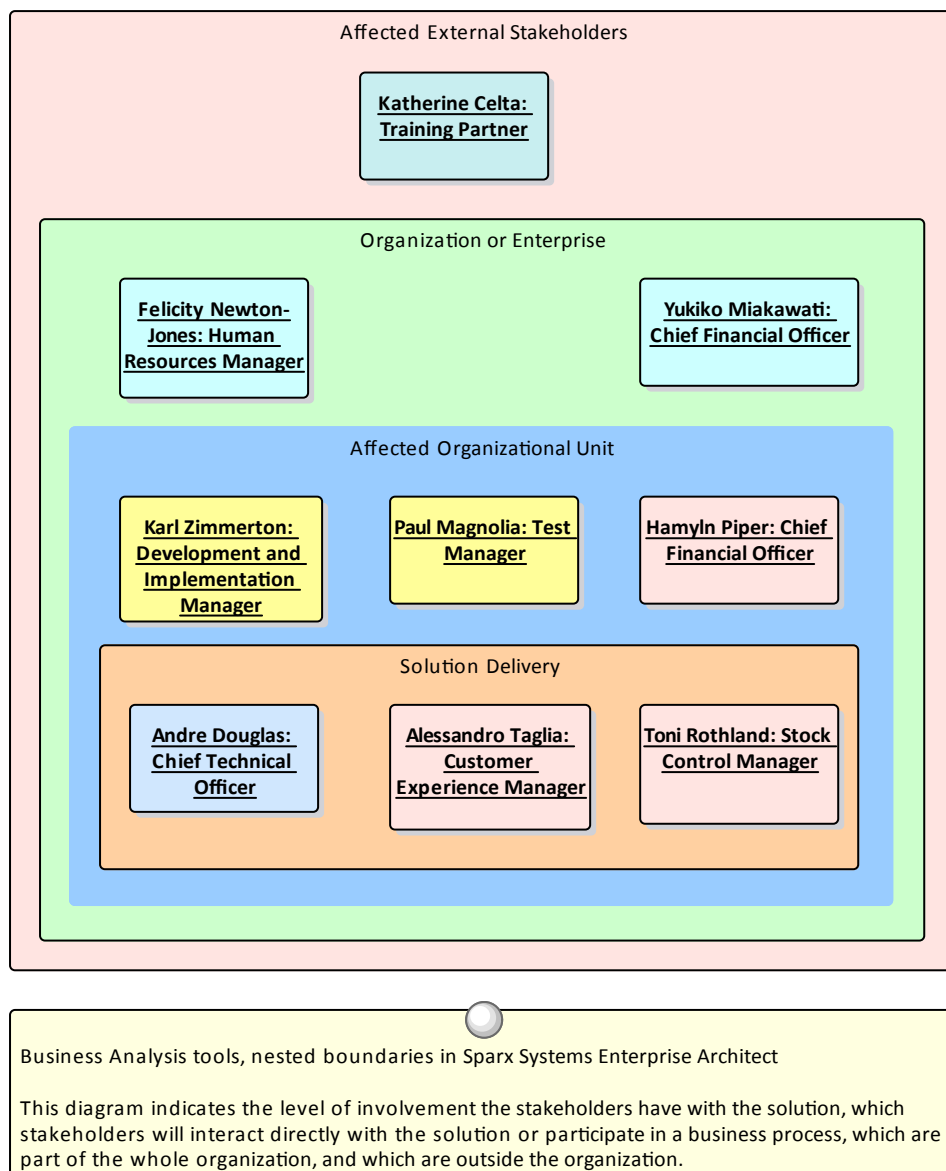 Affected External Stakeholders
Katherine Celta:
Training Partner
Organization or Enterprise
Felicity Newton-
Jones: Human
Resources Manager
Yukiko Miakawati:
Chief Financial Officer
Affected Organizational Unit
Karl Zimmerton:
Development and
Implementation
Manager
Paul Magnolia: Test
Manager
Hamyln Piper: Chief
Financial Officer
Solution Delivery
Andre Douglas:
Chief Technical
Officer
Alessandro Taglia:
Customer
Experience Manager
Toni Rothland: Stock
Control Manager
Business Analysis tools, nested boundaries in Sparx Systems Enterprise Architect
This diagram indicates the level of involvement the stakeholders have with the solution, which
stakeholders will interact directly with the solution or participate in a business process, which are
part of the whole organization, and which are outside the organization.